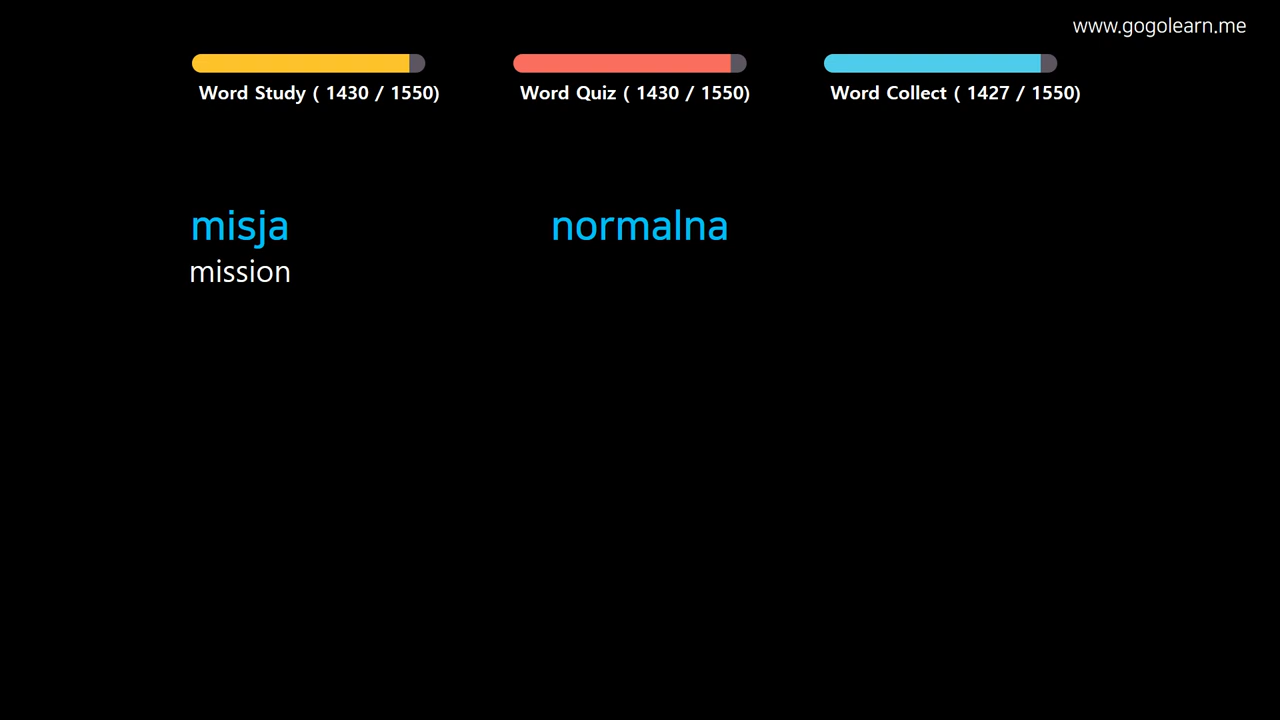 www.gogolearn.me
Word Study ( 1430 / 1550)
Word Quiz ( 1430 / 1550)
Word Collect ( 1427 / 1550)
misja
mission
normalna